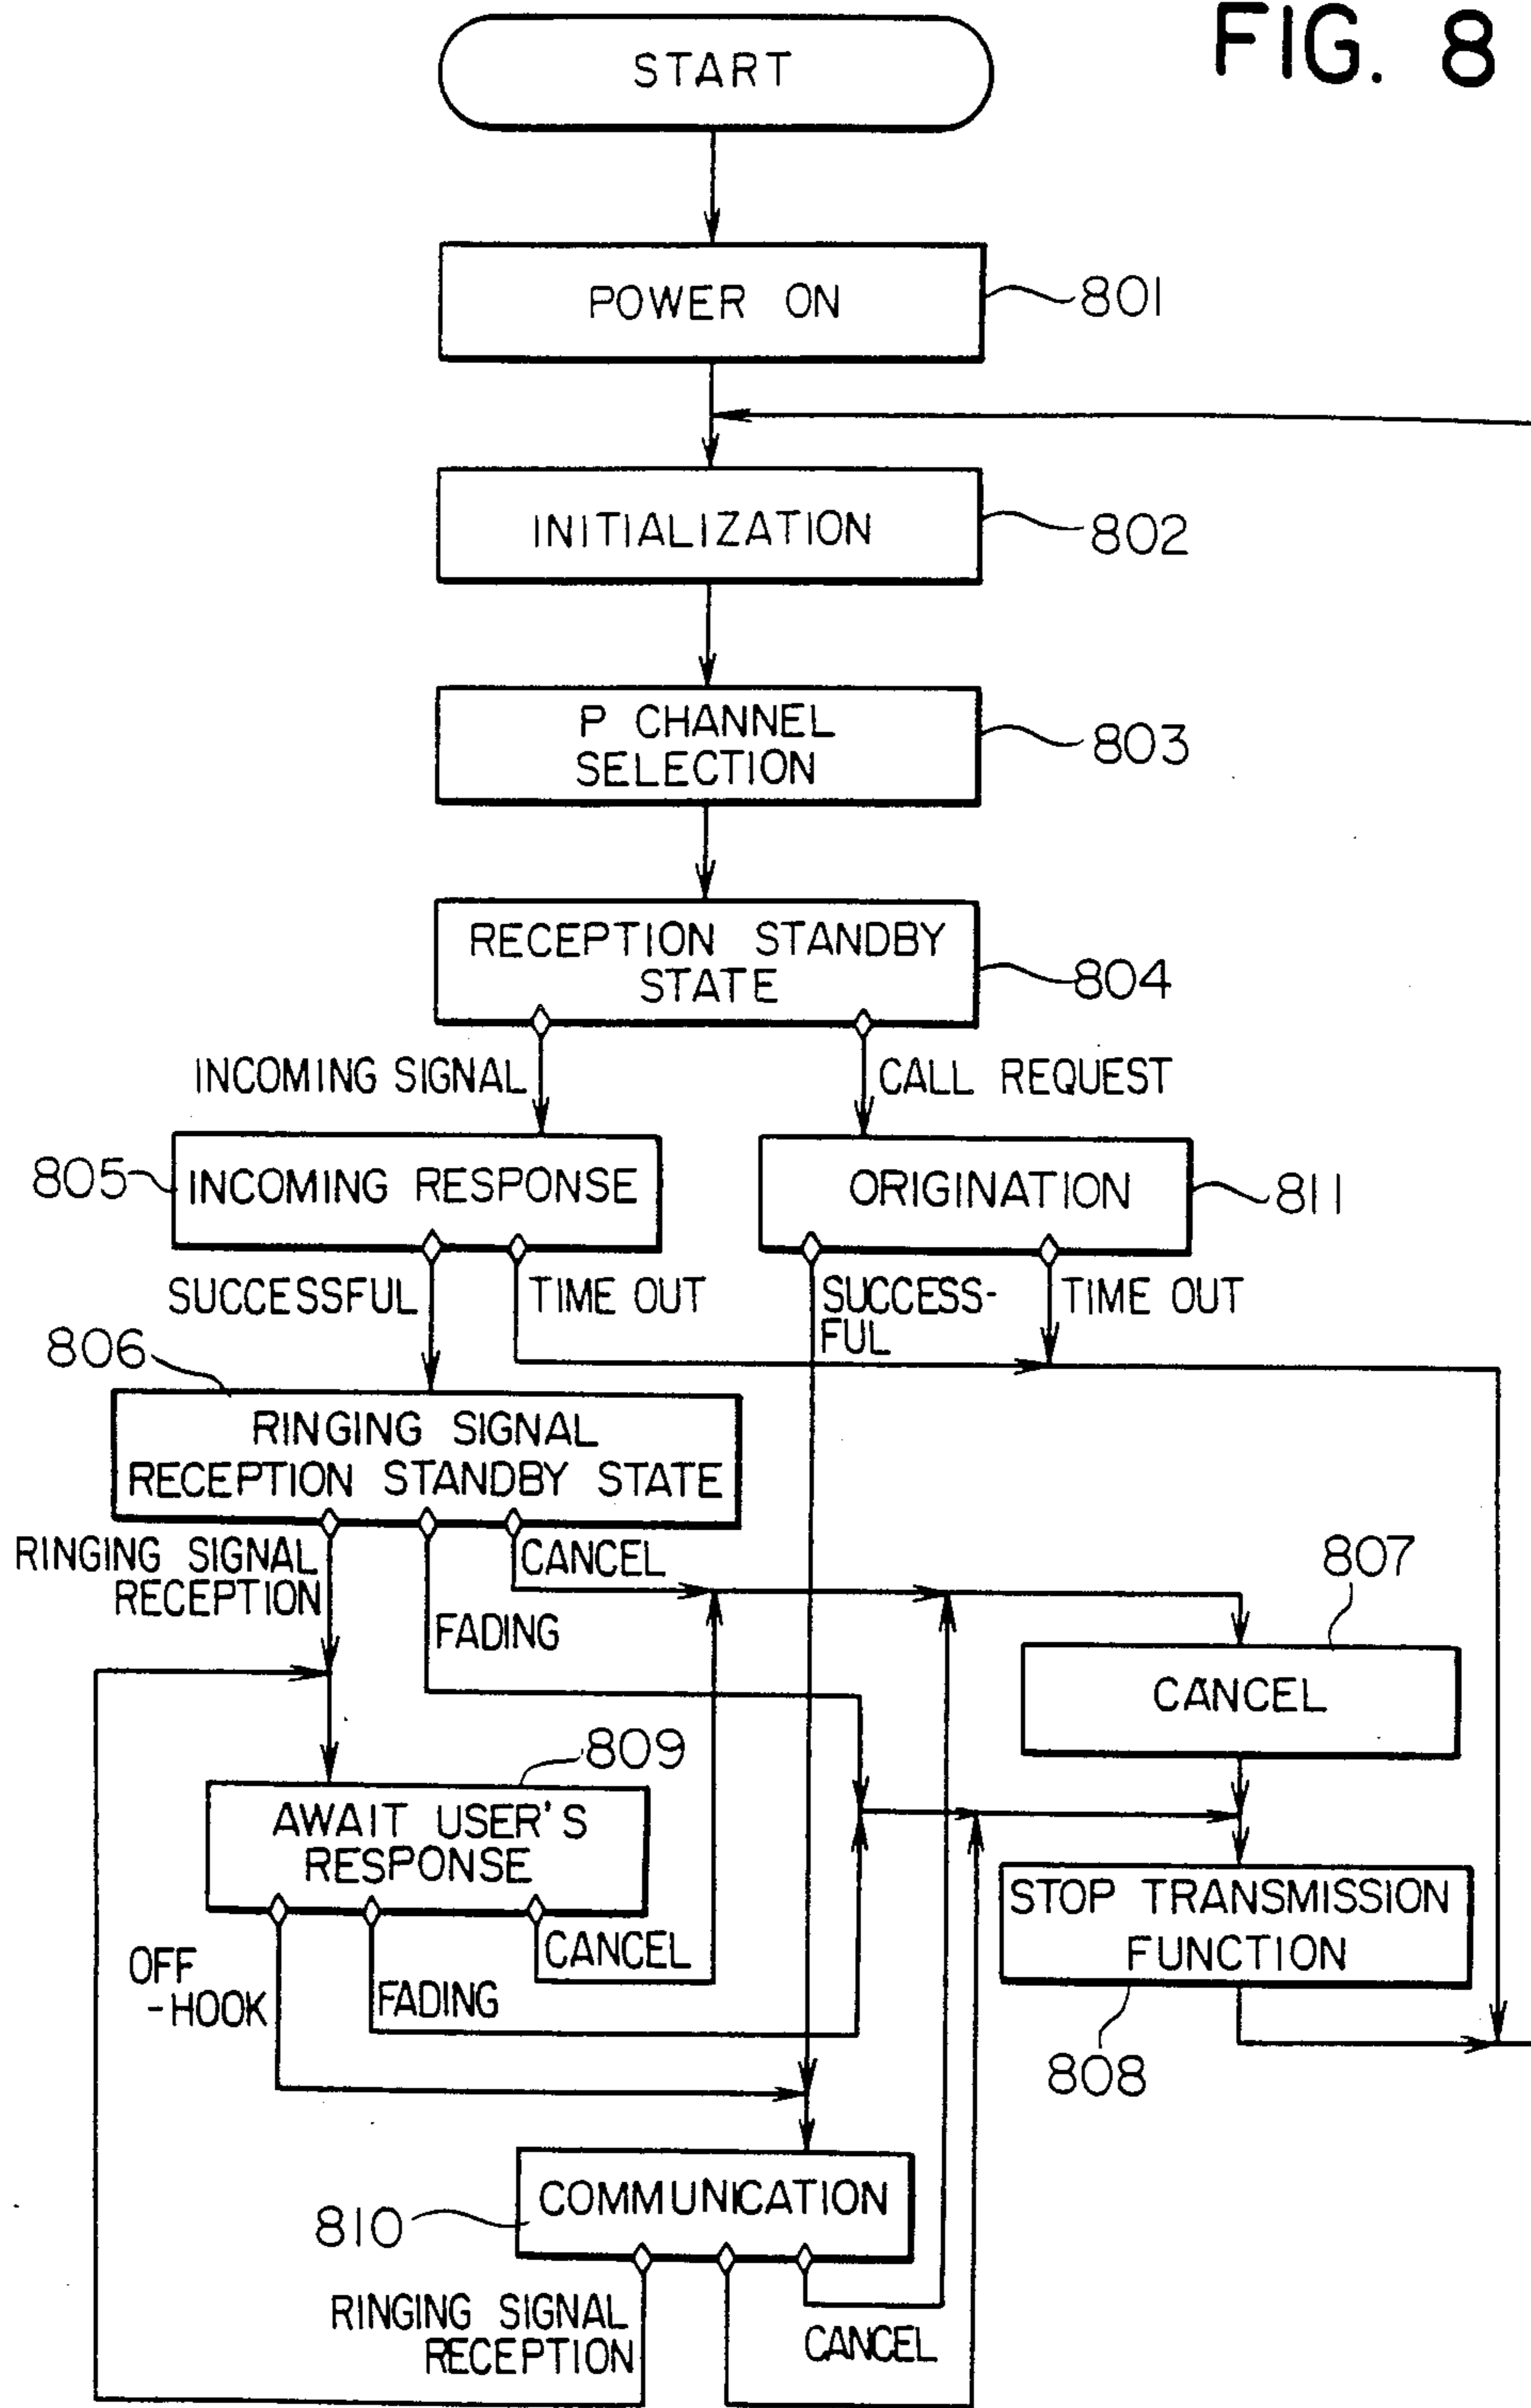 FIG. 8
START
POWER ON
801
INITIALIZATION
802
P CHANNEL
SELECTION
803
RECEPTION STANDBY
STATE
804
INCOMING SIGNAL
CALL REQUEST
805
INCOMING RESPONSE
ORIGINATION
811
SUCCESSFUL
TIME OUT
SUCCESS-
FUL
TIME OUT
806
RINGING SIGNAL
RECEPTION STANDBY STATE
RINGING SIGNAL
RECEPTION
FADING
CANCEL
807
CANCEL
809
AWAIT USER'S
RESPONSE
OFF
-HOOK
FADING
CANCEL
STOP TRANSMISSION
FUNCTION
808
COMMUNICATION
810
RINGING SIGNAL
RECEPTION
CANCEL